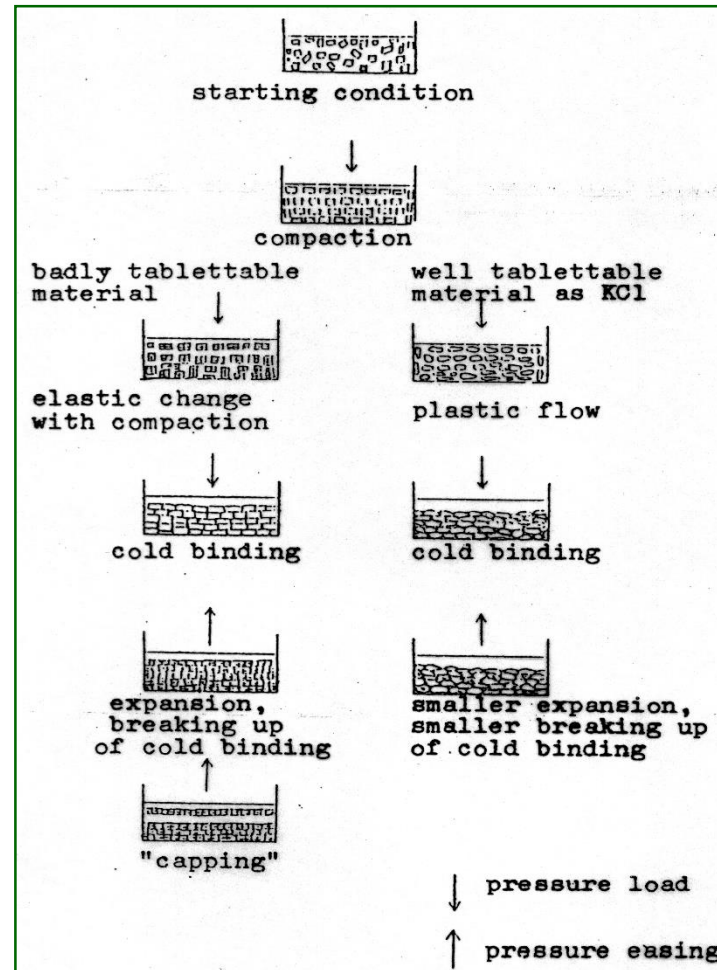 starting condition
compaction
badly tablettable
material
well tablettable
material as KCl
elastic change
with compaction
plastic flow
cold binding
cold binding
expansion,
breaking up
of cold binding
smaller expansion,
smaller breaking up
of cold binding
"capping"
pressure load
pressure easing